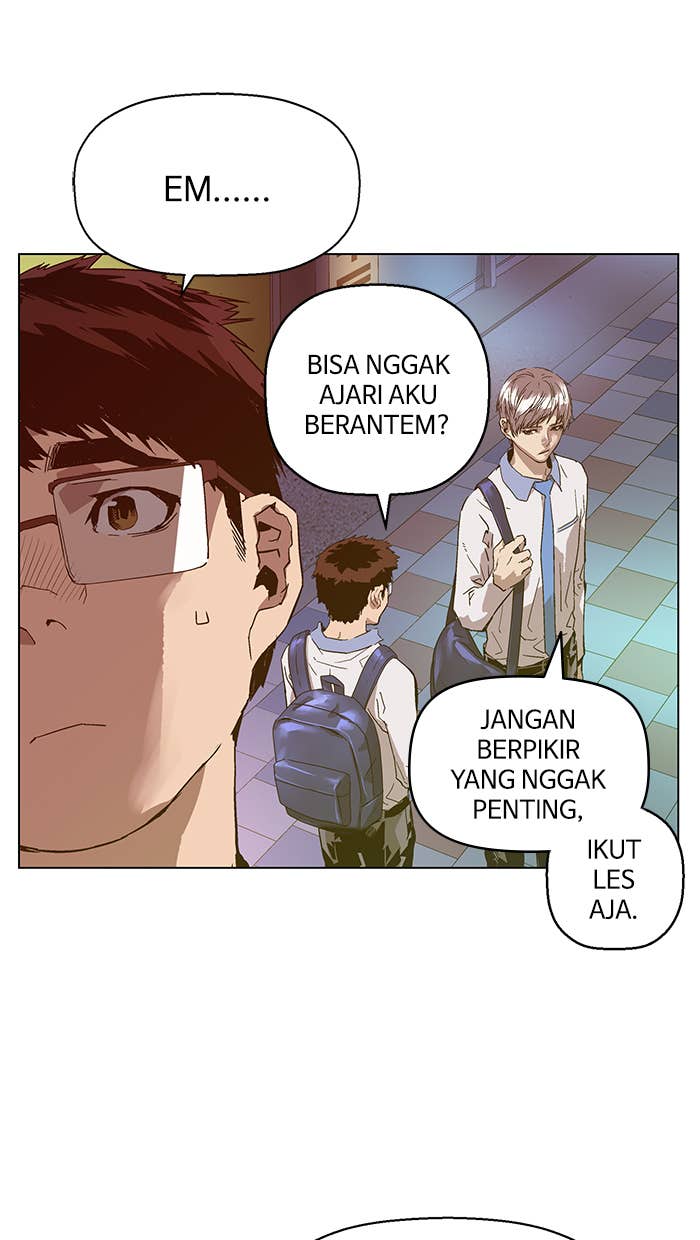 EM......
BISA NGGAK
AJARI AKU
BERANTEM?
JANGAN
BERPIKIR
YANG NGGAK
PENTING,
IKUT
LES
AJA.